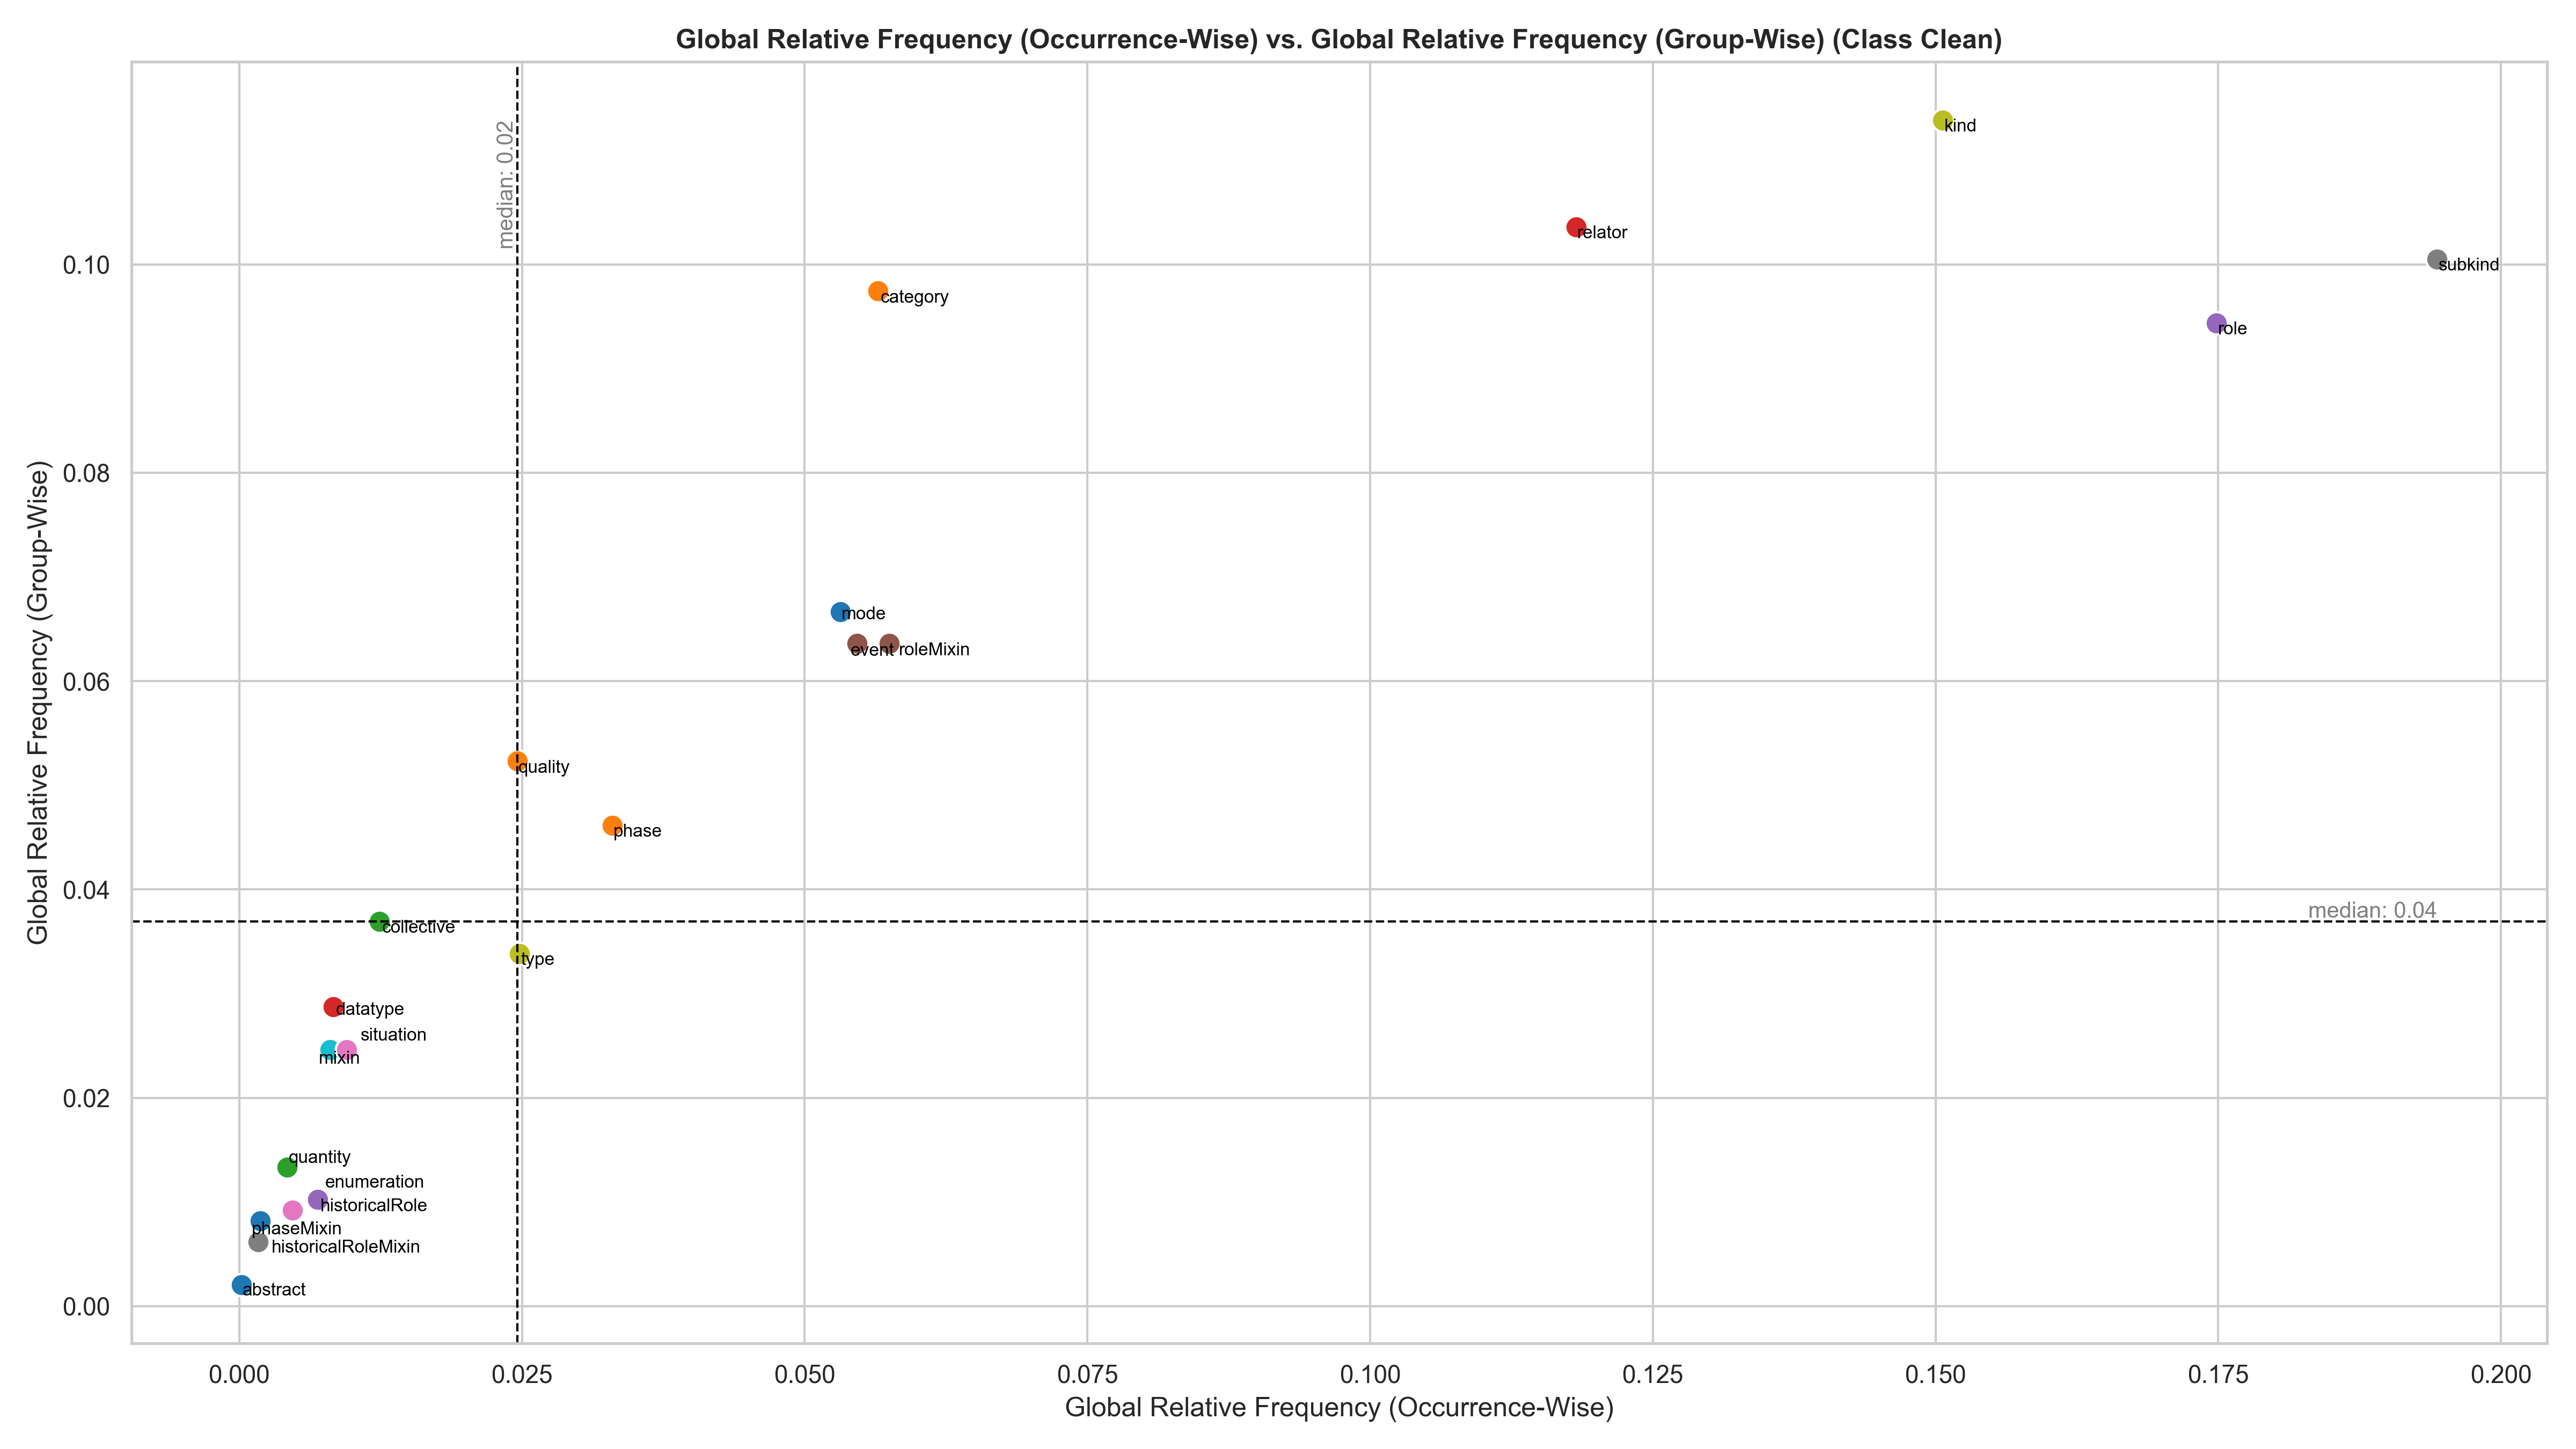 Global Relative Frequency (Occurrence-Wise) vs. Global Relative Frequency (Group-Wise) (Class Clean)
Global Relative Frequency (Group-Wise)
0.10
0.08
0.06
0.04
0.02
0.00
median: 0.02
kind
relator
subkind
category
role
mode
event
roleMixin
quality
phase
median: 0.04
collective
type
datatype
situation
mixin
quantity
enumeration
historicalRole
phaseMixin
historicalRoleMixin
abstract
0.000
0.025
0.050
0.075
0.100
0.125
0.150
0.175
0.200
Global Relative Frequency (Occurrence-Wise)